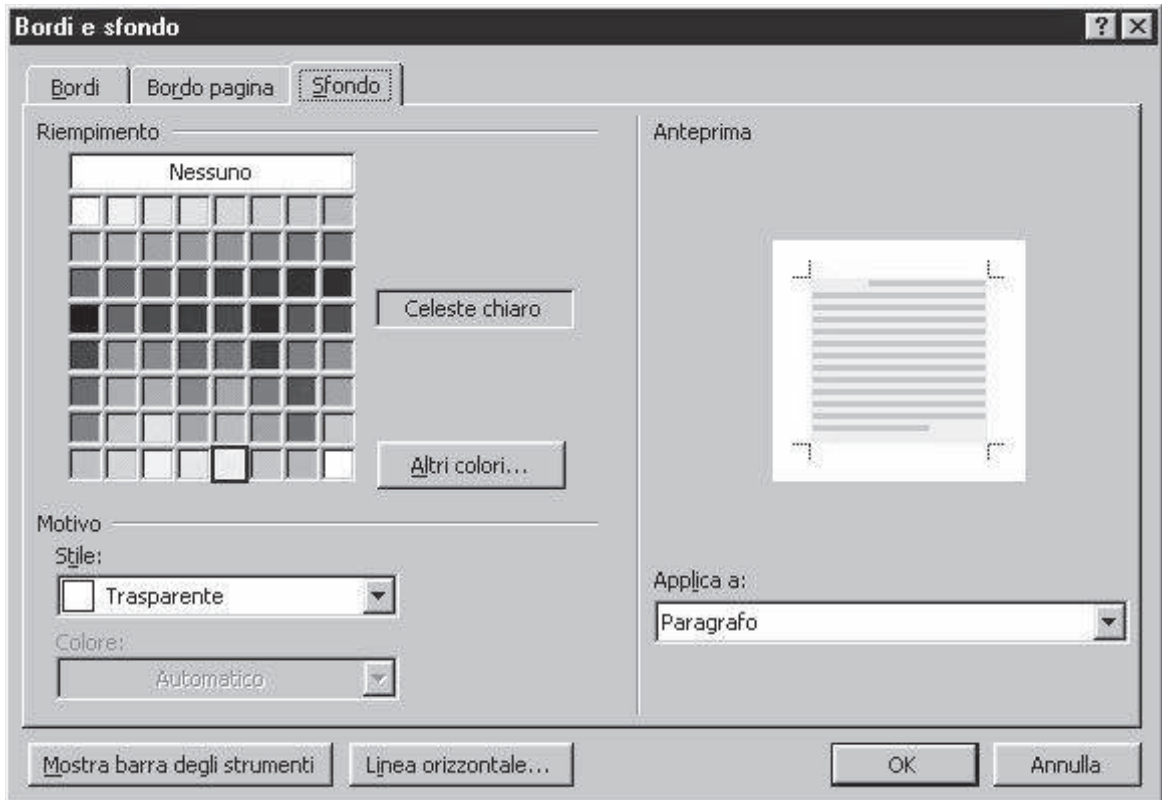 Bordi e sfondo
Bordi
Bordo pagina
Sfondo
Riempimento
Nessuno
Celeste chiaro
Altri colori...
Motivo
Stile:
Trasparente
Colore:
Automatico
Anteprima
Applica a:
Paragrafo
Mostra barra degli strumenti
Linea orizzontale...
OK
Annulla